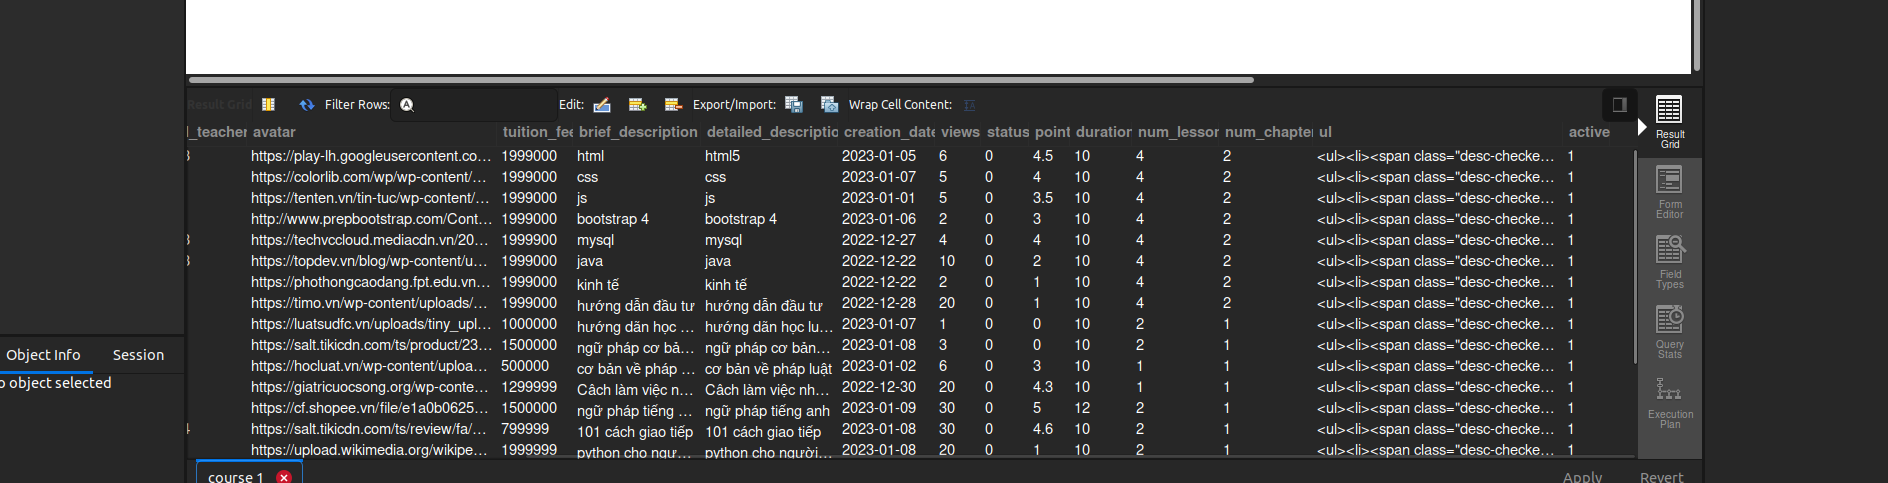 Result Grid Filter Rows: Edit: Export/Import: Wrap Cell Content:
Result
Grid
_teacher avatar tuition_fee brief_description detailed_descriptio creation_date views status point duration num_lessor num_chapter ul active
3 https://play-lh.googleusercontent.co... 1999000 html html5 2023-01-05 6 0 4.5 10 4 2 <ul><li><span class="desc-checke... 1
https://colorlib.com/wp/wp-content/... 1999000 css css 2023-01-07 5 0 4 10 4 2 <ul><li><span class="desc-checke... 1
https://tenten.vn/tin-tuc/wp-content/... 1999000 js js 2023-01-01 5 0 3.5 10 4 2 <ul><li><span class="desc-checke... 1
http://www.prepbootstrap.com/Cont... 1999000 bootstrap 4 bootstrap 4 2023-01-06 2 0 3 10 4 2 <ul><li><span class="desc-checke... 1
3 https://techvccloud.mediacdn.vn/20... 1999900 mysql mysql 2022-12-27 4 0 4 10 4 2 <ul><li><span class="desc-checke... 1
3 https://topdev.vn/blog/wp-content/u... 1999000 java java 2022-12-22 10 0 2 10 4 2 <ul><li><span class="desc-checke... 1
https://phothongcaodang.fpt.edu.vn... 1999000 kinh tế kinh tế 2022-12-22 2 0 1 10 4 2 <ul><li><span class="desc-checke... 1
https://timo.vn/wp-content/uploads/... 1999000 hướng dẫn đầu tư hướng dẫn đầu tư 2022-12-28 20 0 1 10 4 2 <ul><li><span class="desc-checke... 1
https://luatsudfc.vn/uploads/tiny_upl... 1000000 hướng dăn học ... hướng dăn học lu... 2023-01-07 1 0 0 10 2 1 <ul><li><span class="desc-checke... 1
https://salt.tikicdn.com/ts/product/23... 1500000 ngữ pháp cơ bả... ngữ pháp cơ bản... 2023-01-08 3 0 0 10 2 1 <ul><li><span class="desc-checke... 1
https://hocluat.vn/wp-content/uploa... 500000 cơ bản về pháp ... cơ bản về pháp luật 2023-01-02 6 0 3 10 1 1 <ul><li><span class="desc-checke... 1
https://giatricuocsong.org/wp-conte... 1299999 Cách làm việc n... Cách làm việc nh... 2022-12-30 20 0 4.3 10 1 1 <ul><li><span class="desc-checke... 1
https://cf.shopee.vn/file/e1a0b0625... 1500000 ngữ pháp tiếng ... ngữ pháp tiếng anh 2023-01-09 30 0 5 12 2 1 <ul><li><span class="desc-checke... 1
https://salt.tikicdn.com/ts/review/fa/... 799999 101 cách giao tiếp 101 cách giao tiếp 2023-01-08 30 0 4.6 10 2 1 <ul><li><span class="desc-checke... 1
https://upload.wikimedia.org/wikipe... 1999999 python cho ngư... python cho người... 2023-01-08 20 0 1 10 2 1 <ul><li><span class="desc-checke... 1
Form
Editor
Field
Types
Query
Stats
Execution
Plan
Object Info Session
o object selected
course 1
Apply Revert